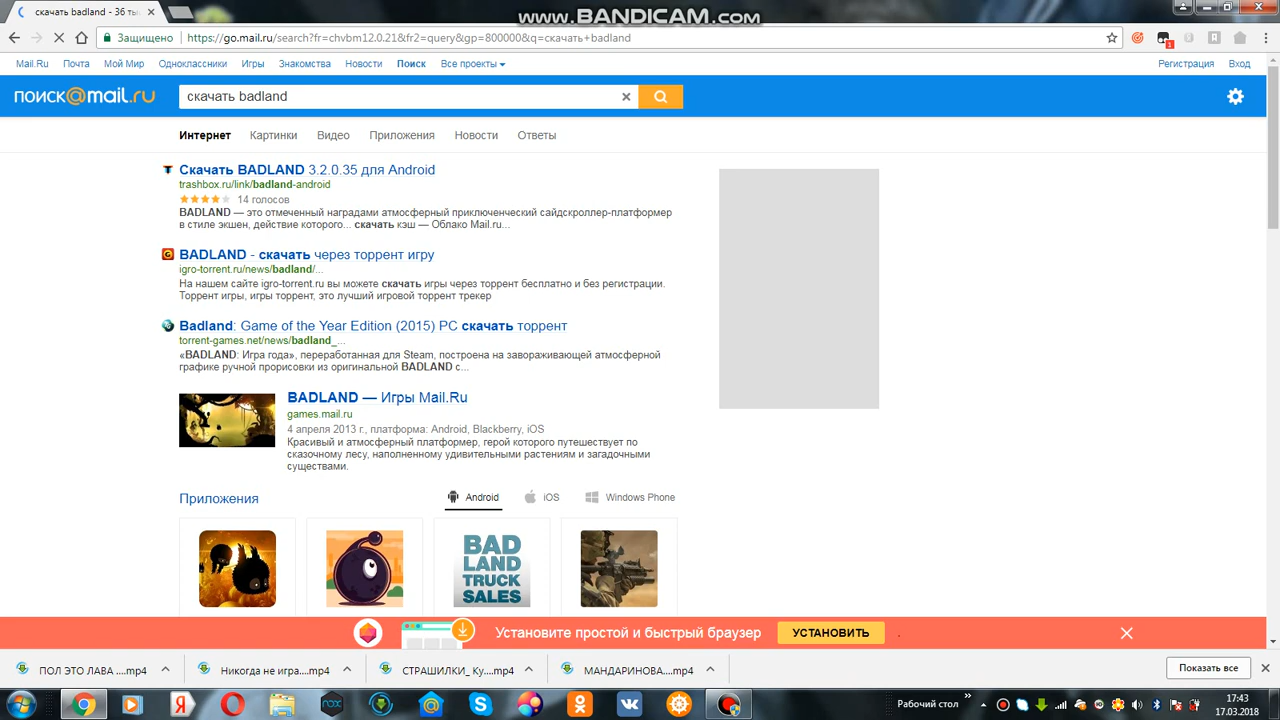 www.BANDICAM.com
скачать badland - 36 ты
Защищено
https://go.mail.ru/search?fr=chvbm12.0.21&fr2=query&gp=800000&q=скачать+badland
1
Mail.Ru Почта Мой Мир Одноклассники Игры Знакомства Новости Поиск Все проекты
Регистрация Вход
поиск@mail.ru
скачать badland
Интернет Картинки Видео Приложения Новости Ответы
Скачать BADLAND 3.2.0.35 для Android
trashbox.ru/link/badland-android
14 голосов
BADLAND — это отмеченный наградами атмосферный приключенческий сайдскроллер-платформер
в стиле экшен, действие которого... скачать кэш — Облако Mail.ru...
BADLAND - скачать через торрент игру
igro-torrent.ru/news/badland/...
На нашем сайте igro-torrent.ru вы можете скачать игры через торрент бесплатно и без регистрации.
Торрент игры, игры торрент, это лучший игровой торрент трекер
Badland: Game of the Year Edition (2015) PC скачать торрент
torrent-games.net/news/badland_...
«BADLAND: Игра года», переработанная для Steam, построена на завораживающей атмосферной
графике ручной прорисовки из оригинальной BADLAND с...
BADLAND — Игры Mail.Ru
games.mail.ru
4 апреля 2013 г., платформа: Android, Blackberry, iOS
Красивый и атмосферный платформер, герой которого путешествует по
сказочному лесу, наполненному удивительными растениям и загадочными
существами.
Приложения
Android iOS Windows Phone
BAD
LAND
TRUCK
SALES
Установите простой и быстрый браузер
УСТАНОВИТЬ
ПОЛ ЭТО ЛАВА ....mp4
Никогда не игра....mp4
СТРАШИЛКИ_ Ку....mp4
МАНДАРИНОВА....mp4
Показать все
nox
Рабочий стол
17:43
17.03.2018